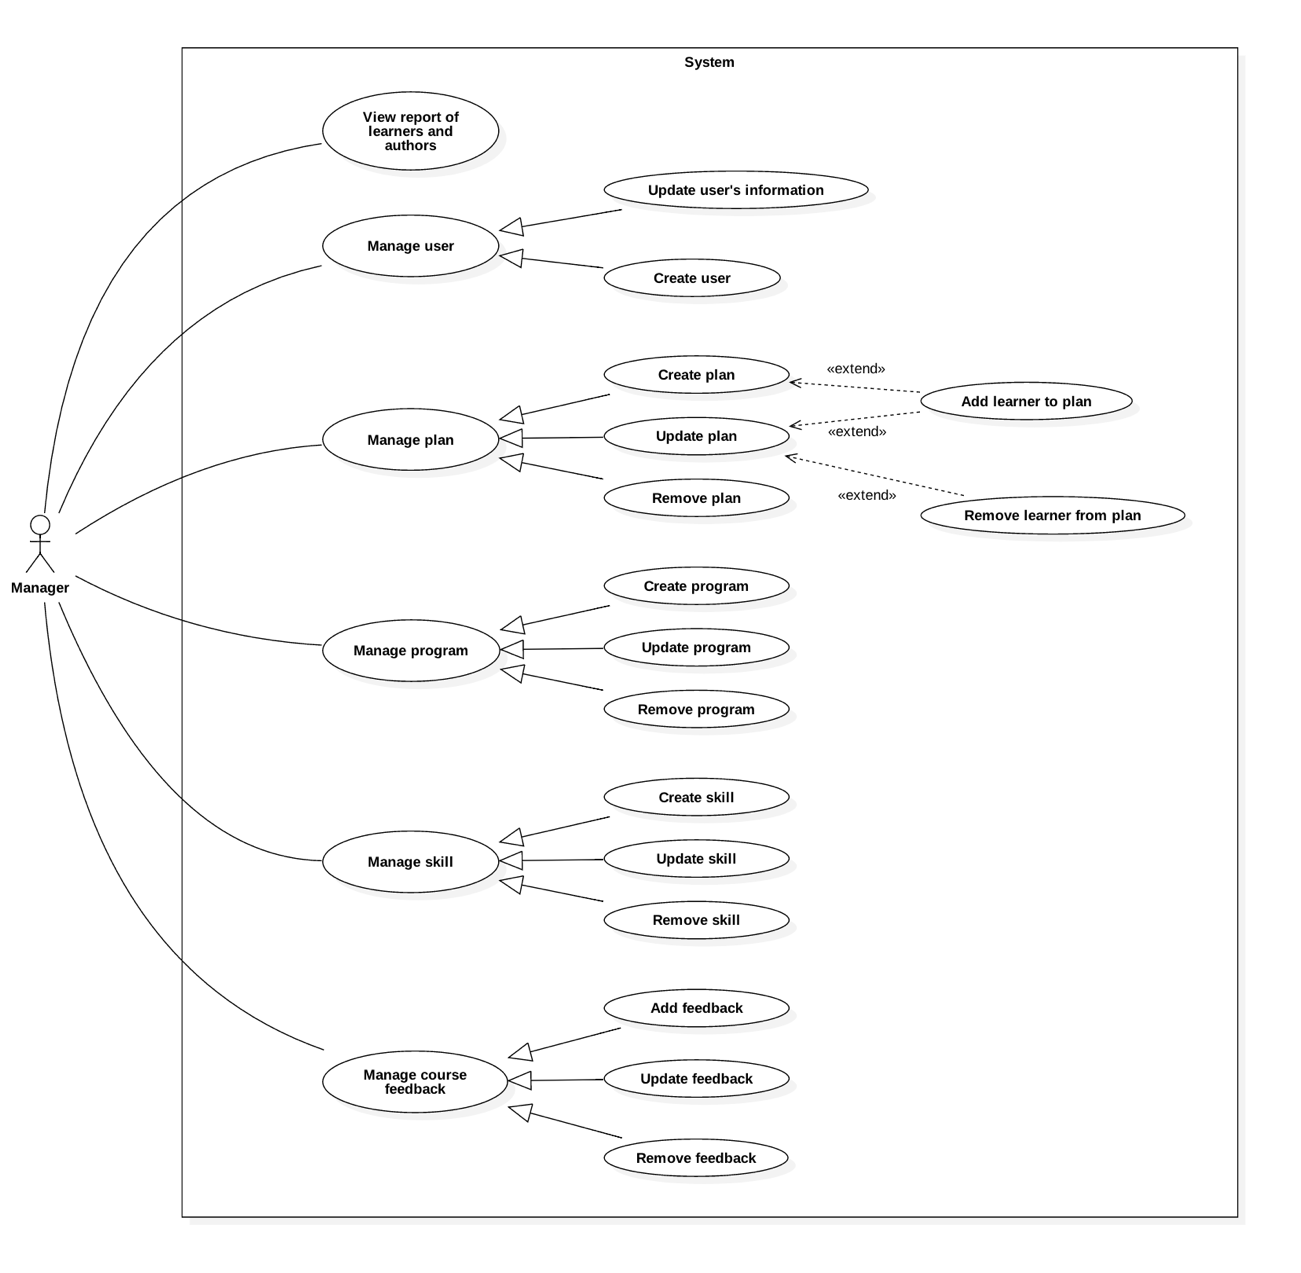 System
View report of
learners and
authors
Update user's information
Manage user
Create user
Create plan
«extend»
Add learner to plan
Manage plan
Update plan
«extend»
Remove plan
«extend»
Remove learner from plan
Manager
Create program
Manage program
Update program
Remove program
Create skill
Manage skill
Update skill
Remove skill
Add feedback
Manage course
feedback
Update feedback
Remove feedback